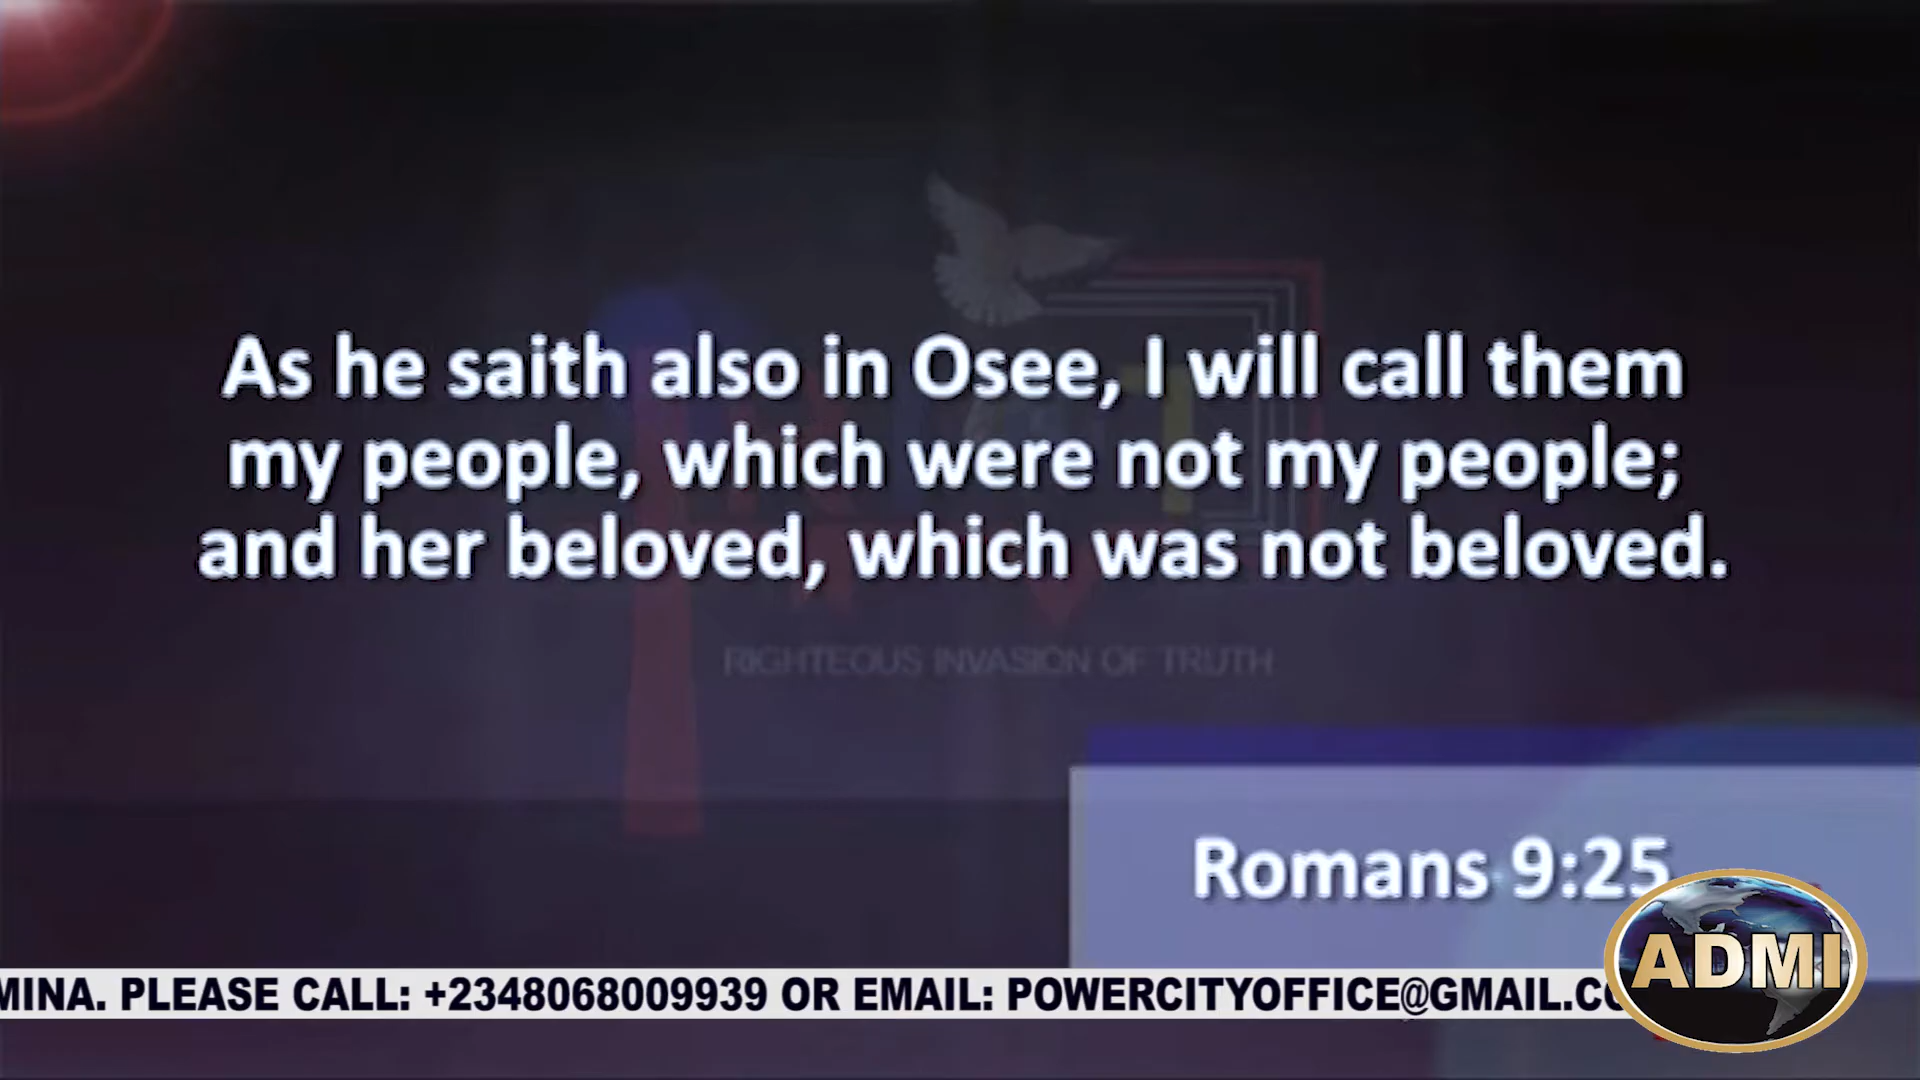 As he saith also in Osee, I will call them
my people, which were not my people;
and her beloved, which was not beloved.
RIGHTEOUS INVASION OF TRUTH
Romans 9:25
ADMI
MINA. PLEASE CALL: +2348068009939 OR EMAIL: POWERCITYOFFICE@GMAIL.CO